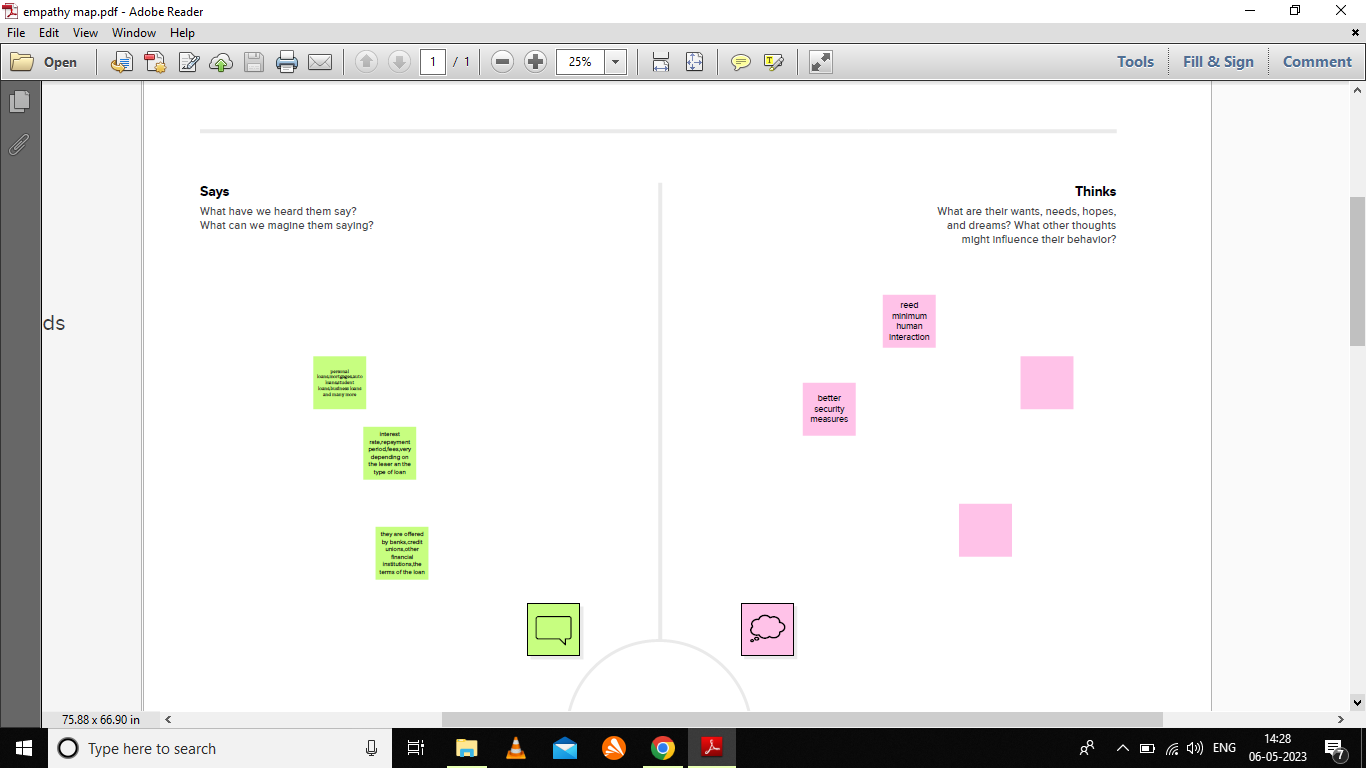 empathy map.pdf - Adobe Reader
File Edit View Window Help
Open
1 / 1
25%
Tools Fill & Sign Comment
Says
What have we heard them say?
What can we magine them saying?
Thinks
What are their wants, needs, hopes,
and dreams? What other thoughts
might influence their behavior?
ds
reed
minimum
human
interaction
better
security
measures
personal
loans,mortgages,auto
loans,student
loans,business loans
and many more
interest
rate,repayment
period,fees,very
depending on
the leaer an the
type of loan
they are offered
by banks,credit
unions,other
financial
institutions,the
terms of the loan
75.88 x 66.90 in
Type here to search
ENG
14:28
06-05-2023
7